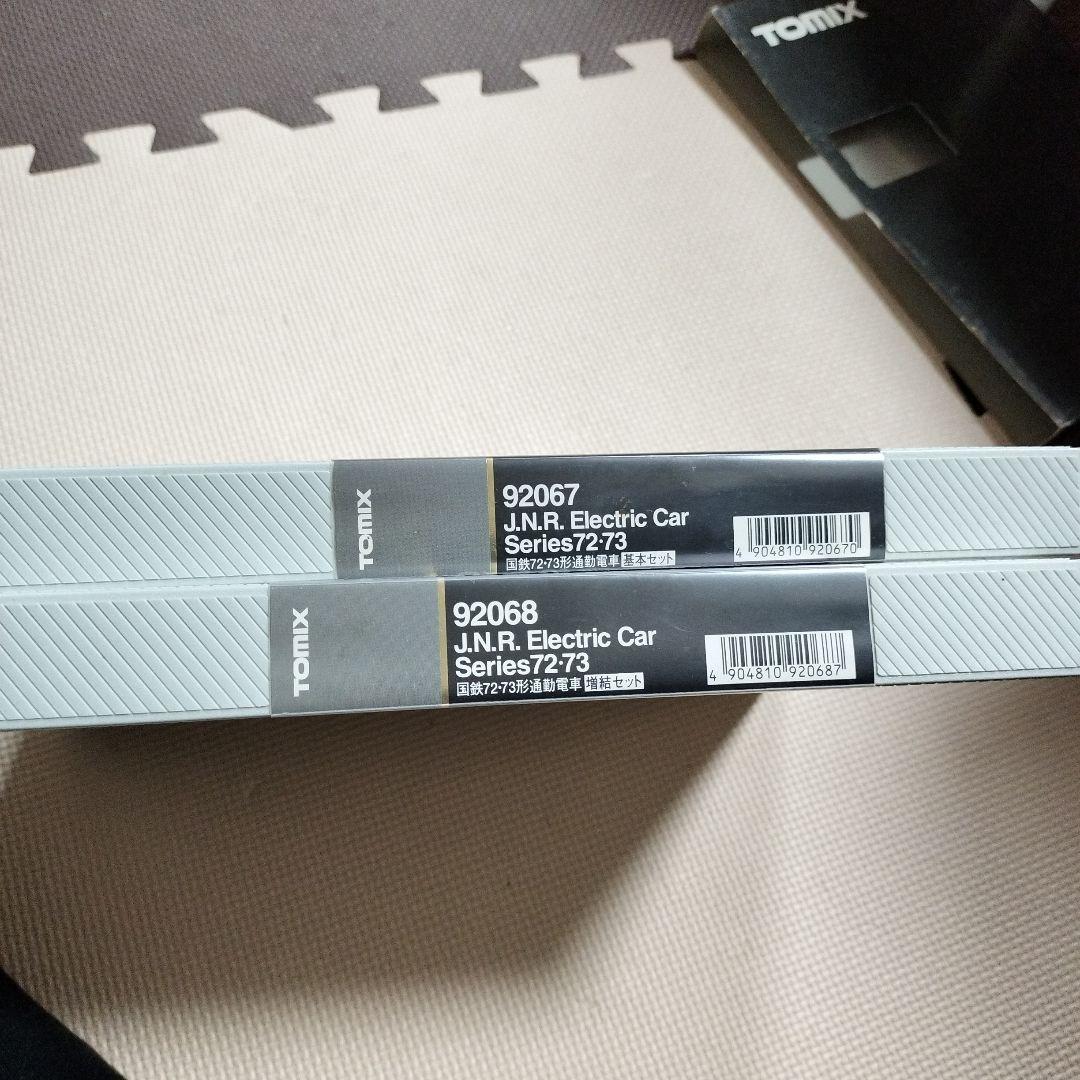 TOMIX
TOMIX
92067
J.N.R. Electric Car
Series72・73
国鉄72・73形通勤電車 基本セット
4 904810 920670
TOMIX
92068
J.N.R. Electric Car
Series72・73
国鉄72・73形通勤電車 増結セット
4 904810 920687